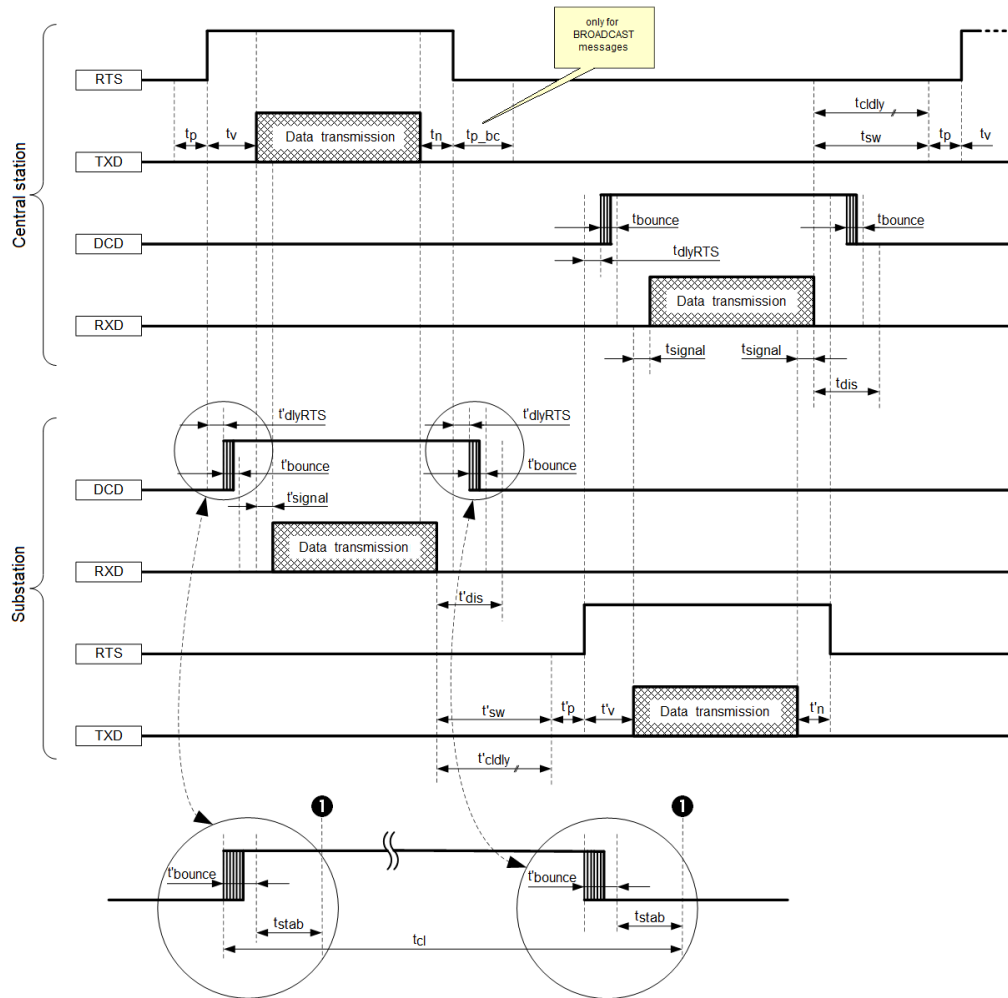 only for
BROADCAST
messages
RTS
tcldly
tp tv Data transmission tn tp_bc tsw tp tv
TXD
Central station
tbounce tbounce
DCD
tdlyRTS
Data transmission
RXD
tsignal tsignal
tdis
t'dlyRTS t'dlyRTS
t'bounce t'bounce
DCD
t'signal
Data transmission
RXD
Substation
t'dis
RTS
t'sw t'p t'v Data transmission t'n
TXD
t'cldly
1 1
t'bounce t'bounce
tstab tstab
tcl